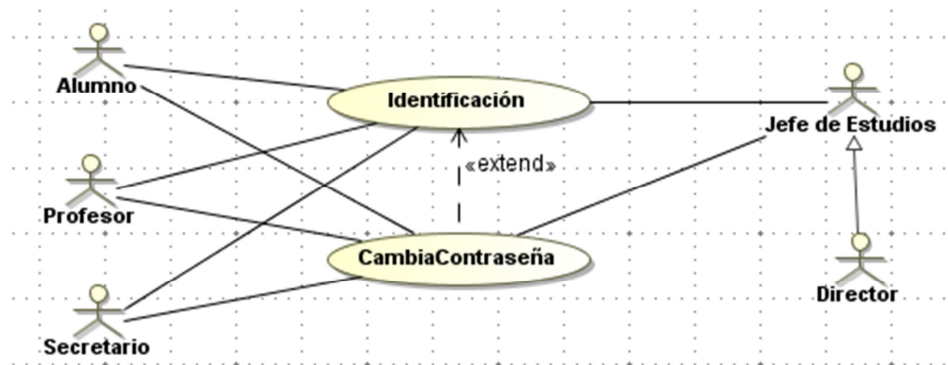 Alumno
Identificación
Jefe de Estudios
«extend»
Profesor
CambiaContraseña
Director
Secretario